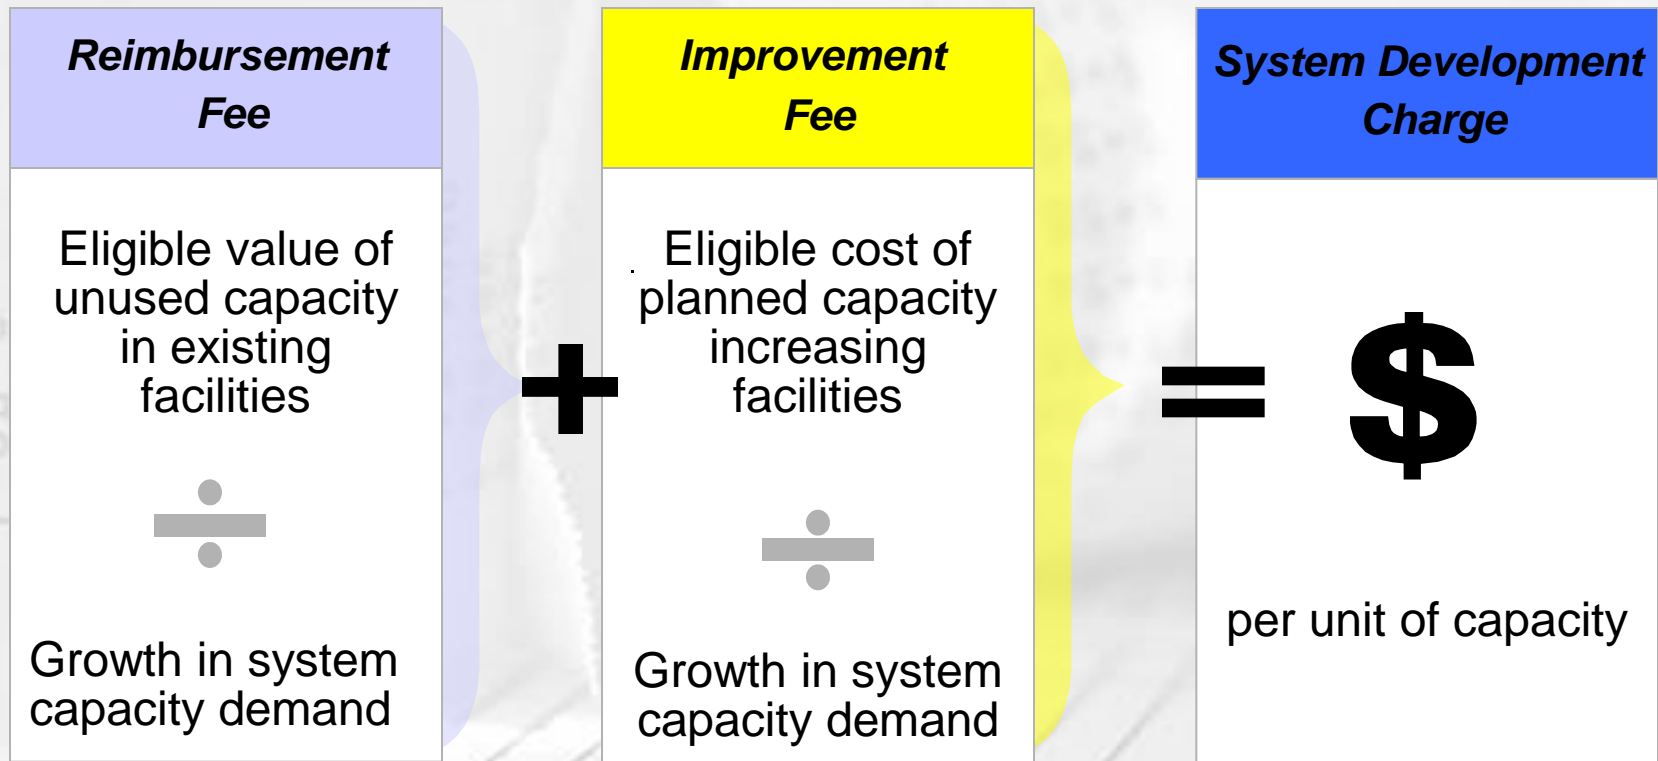 Reimbursement
Fee
Eligible value of
unused capacity
in existing
facilities
÷
Growth in system
capacity demand
+
Improvement
Fee
Eligible cost of
planned capacity
increasing
facilities
÷
Growth in system
capacity demand
=
System Development
Charge
$
per unit of capacity